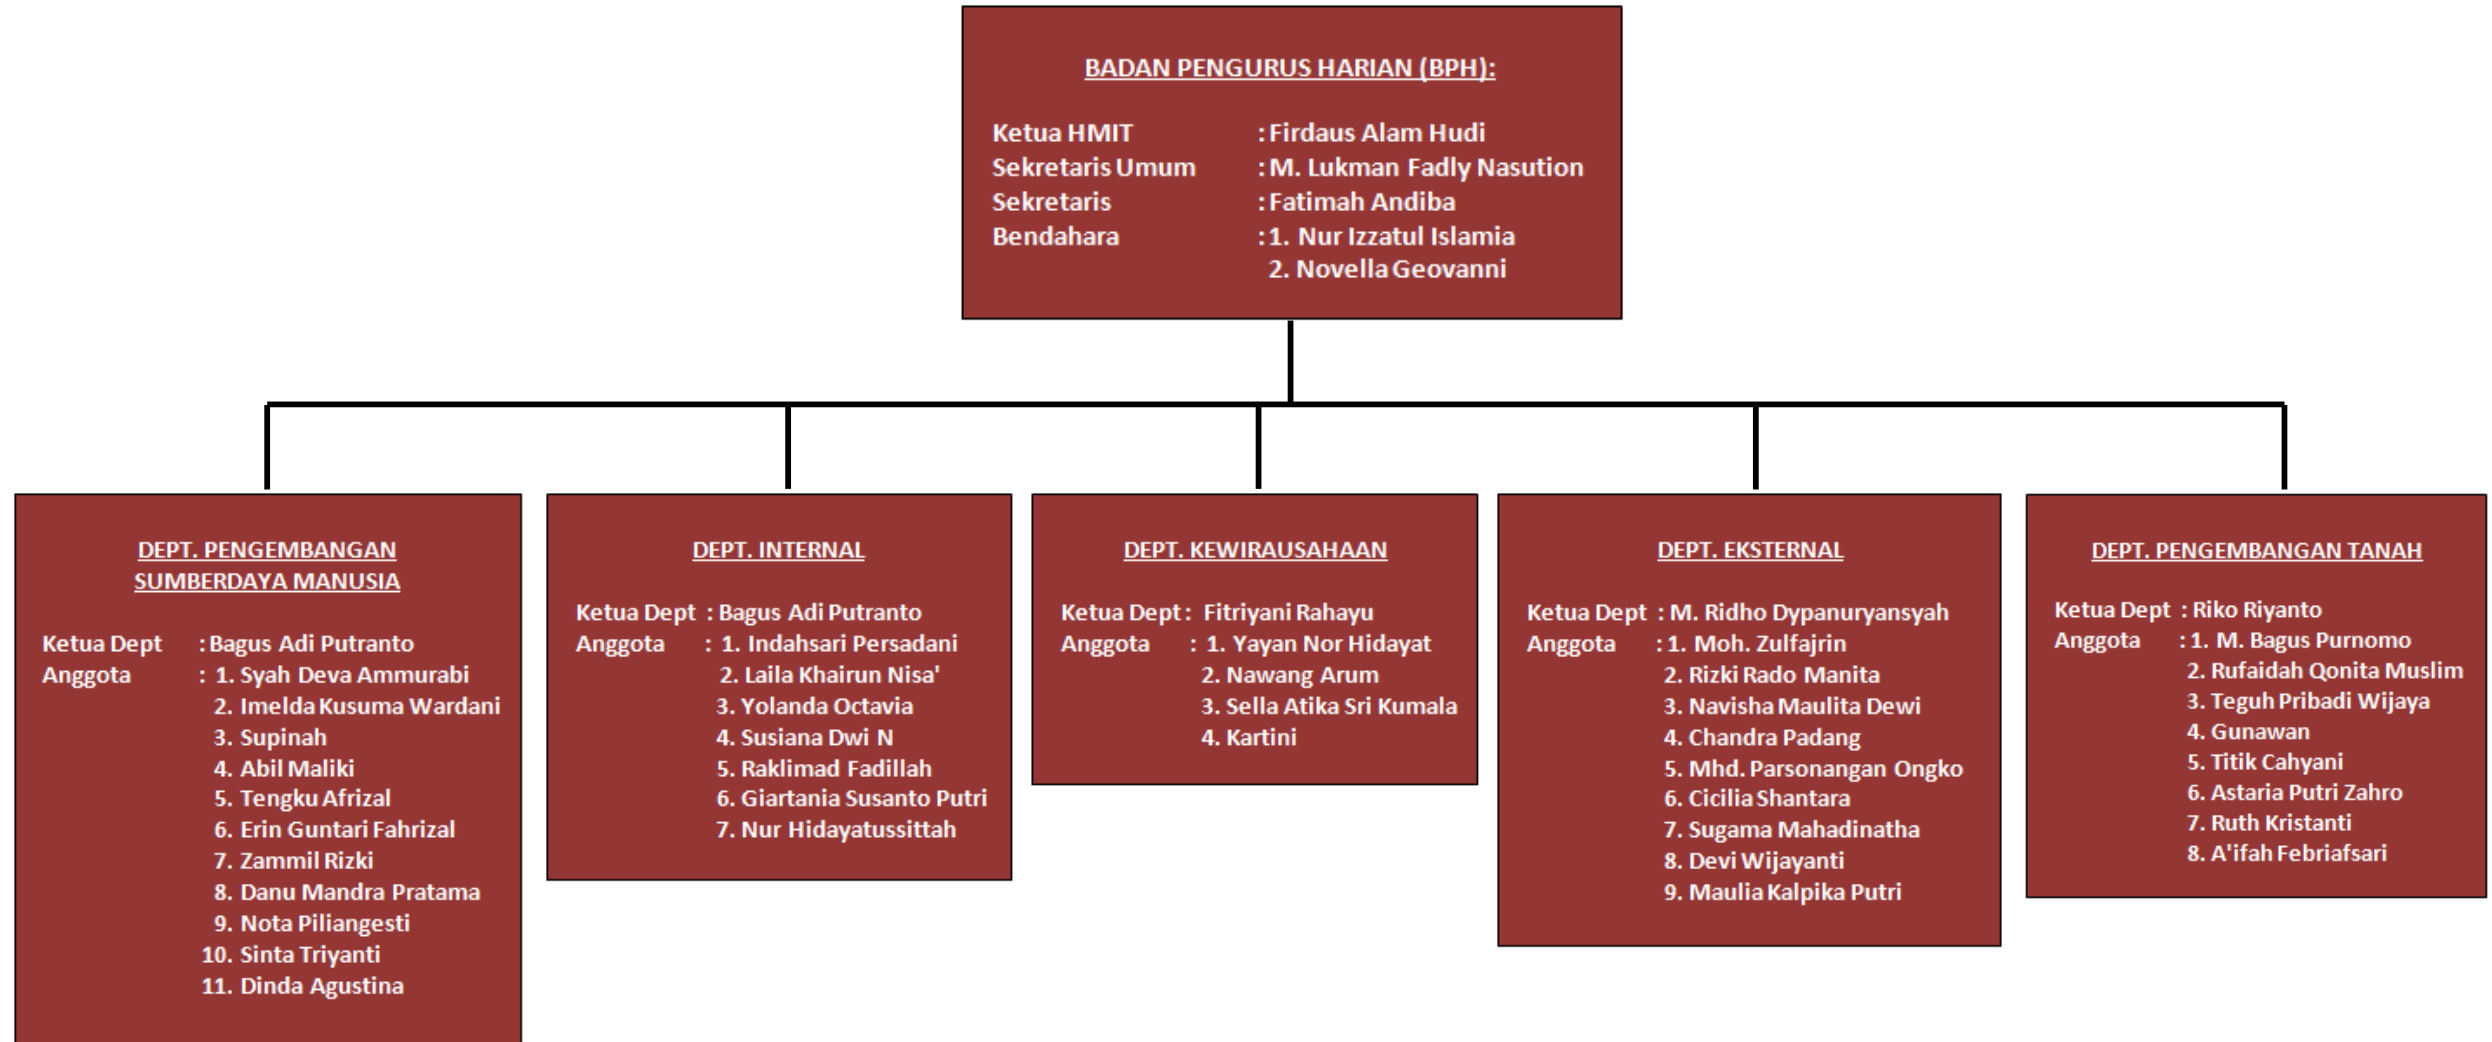 BADAN PENGURUS HARIAN (BPH):
Ketua HMIT : Firdaus Alam Hudi
Sekretaris Umum : M. Lukman Fadly Nasution
Sekretaris : Fatimah Andiba
Bendahara : 1. Nur Izzatul Islamia
2. Novella Geovanni
DEPT. PENGEMBANGAN
SUMBERDAYA MANUSIA
Ketua Dept : Bagus Adi Putranto
Anggota : 1. Syah Deva Ammurabi
2. Imelda Kusuma Wardani
3. Supinah
4. Abil Maliki
5. Tengku Afrizal
6. Erin Guntari Fahrizal
7. Zammil Rizki
8. Danu Mandra Pratama
9. Nota Piliangesti
10. Sinta Triyanti
11. Dinda Agustina
DEPT. INTERNAL
Ketua Dept : Bagus Adi Putranto
Anggota : 1. Indahsari Persadani
2. Laila Khairun Nisa'
3. Yolanda Octavia
4. Susiana Dwi N
5. Raklimad Fadillah
6. Giartania Susanto Putri
7. Nur Hidayatussittah
DEPT. KEWIRAUSAHAAN
Ketua Dept : Fitriyani Rahayu
Anggota : 1. Yayan Nor Hidayat
2. Nawang Arum
3. Sella Atika Sri Kumala
4. Kartini
DEPT. EKSTERNAL
Ketua Dept : M. Ridho Dypanuryansyah
Anggota : 1. Moh. Zulfajrin
2. Rizki Rado Manita
3. Navisha Maulita Dewi
4. Chandra Padang
5. Mhd. Parsonangan Ongko
6. Cicilia Shantara
7. Sugama Mahadinatha
8. Devi Wijayanti
9. Maulia Kalpika Putri
DEPT. PENGEMBANGAN TANAH
Ketua Dept : Riko Riyanto
Anggota : 1. M. Bagus Purnomo
2. Rufaidah Qonita Muslim
3. Teguh Pribadi Wijaya
4. Gunawan
5. Titik Cahyani
6. Astaria Putri Zahro
7. Ruth Kristanti
8. A'ifah Febriafsari